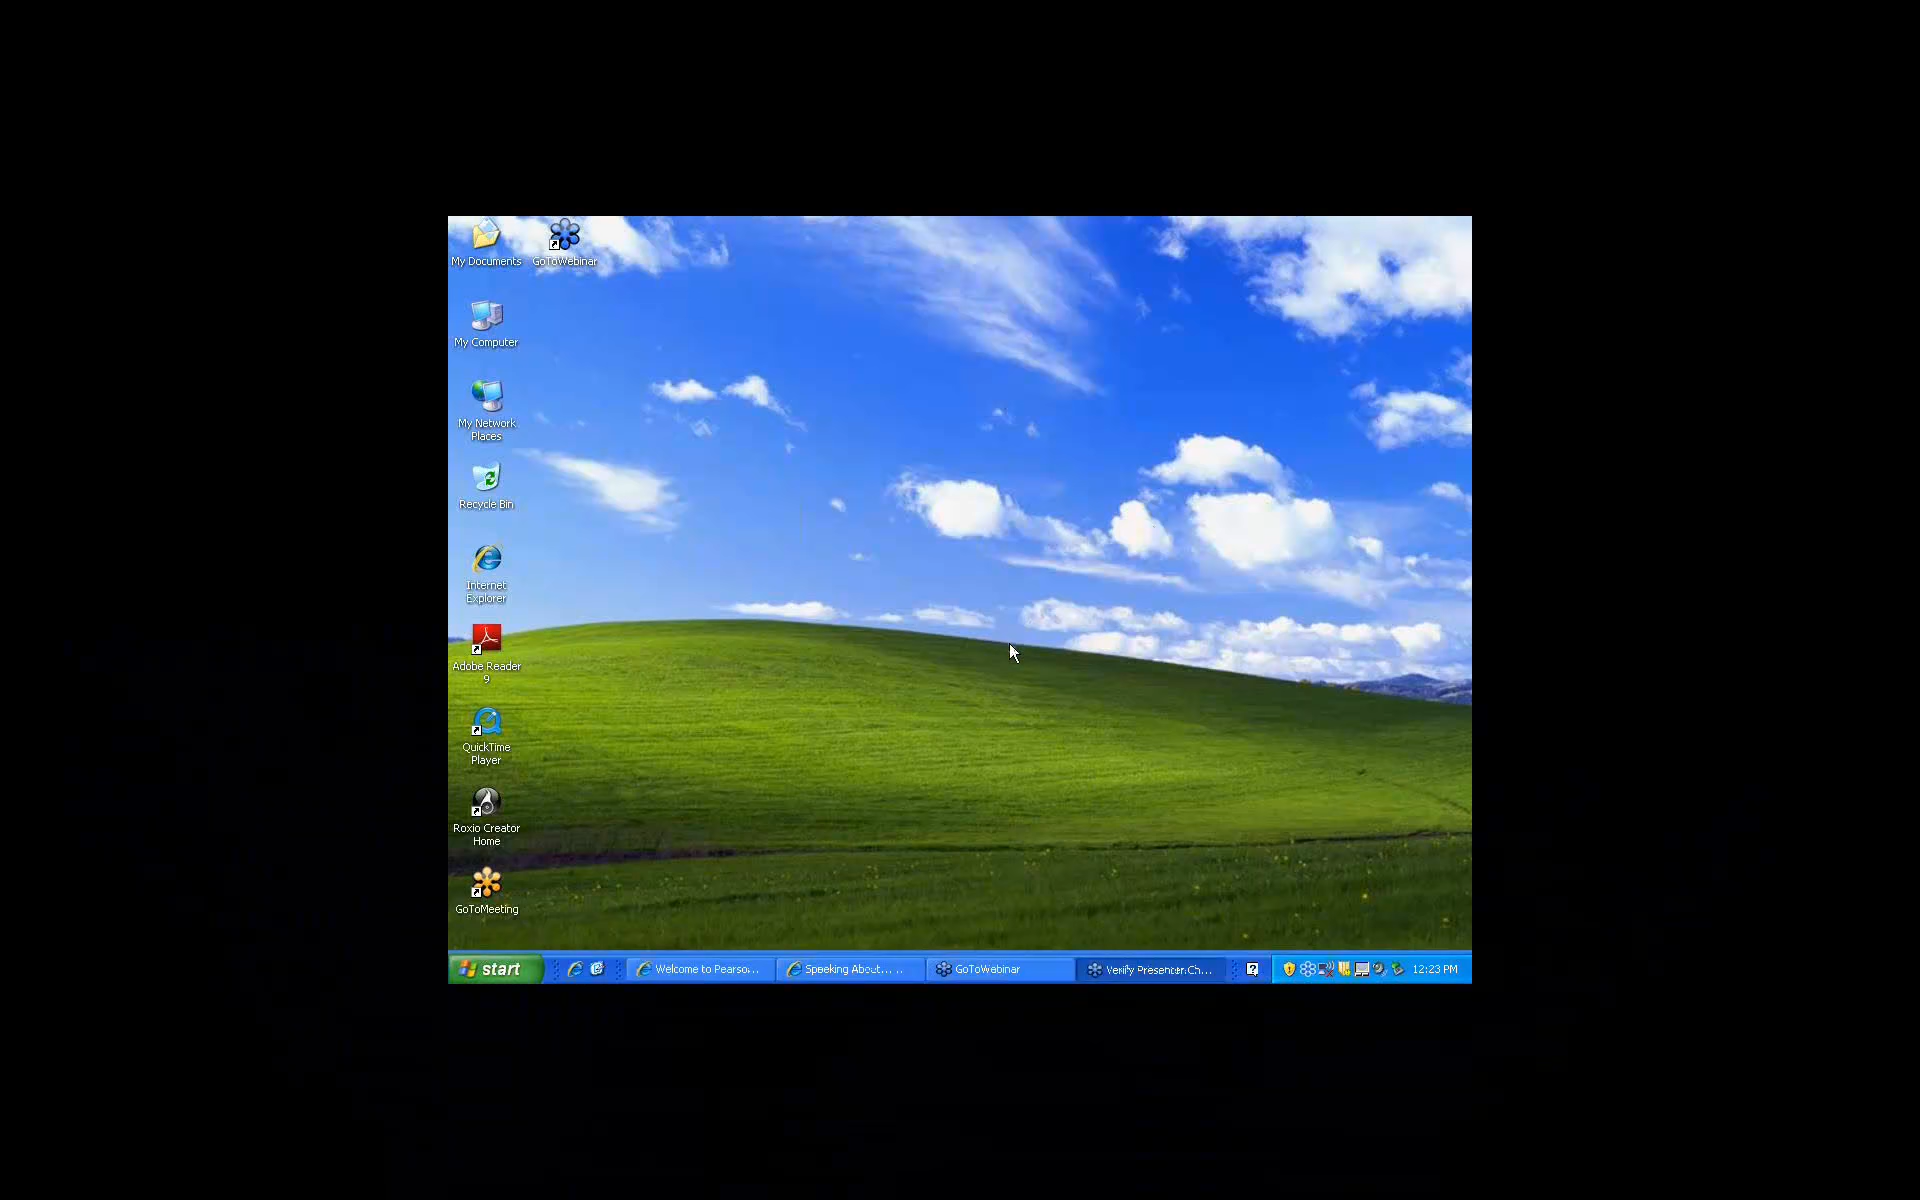 My Documents
GoToWebinar
My Computer
My Network
Places
Recycle Bin
Internet
Explorer
Adobe Reader
9
QuickTime
Player
Roxio Creator
Home
GoToMeeting
start
Welcome to Pearso...
Speeking About... ...
GoToWebinar
Verify Presenter Ch...
12:23 PM